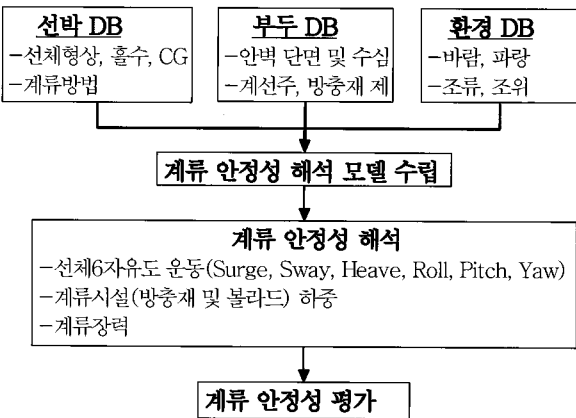 선박 DB
-선체형상, 홀수, CG
-계류방법
부두 DB
-안벽 단면 및 수심
-계선주, 방충재 제
환경 DB
-바람, 파랑
-조류, 조위
계류 안정성 해석 모델 수립
계류 안정성 해석
-선체6자유도 운동(Surge, Sway, Heave, Roll, Pitch, Yaw)
-계류시설(방충재 및 볼라드) 하중
-계류장력
계류 안정성 평가